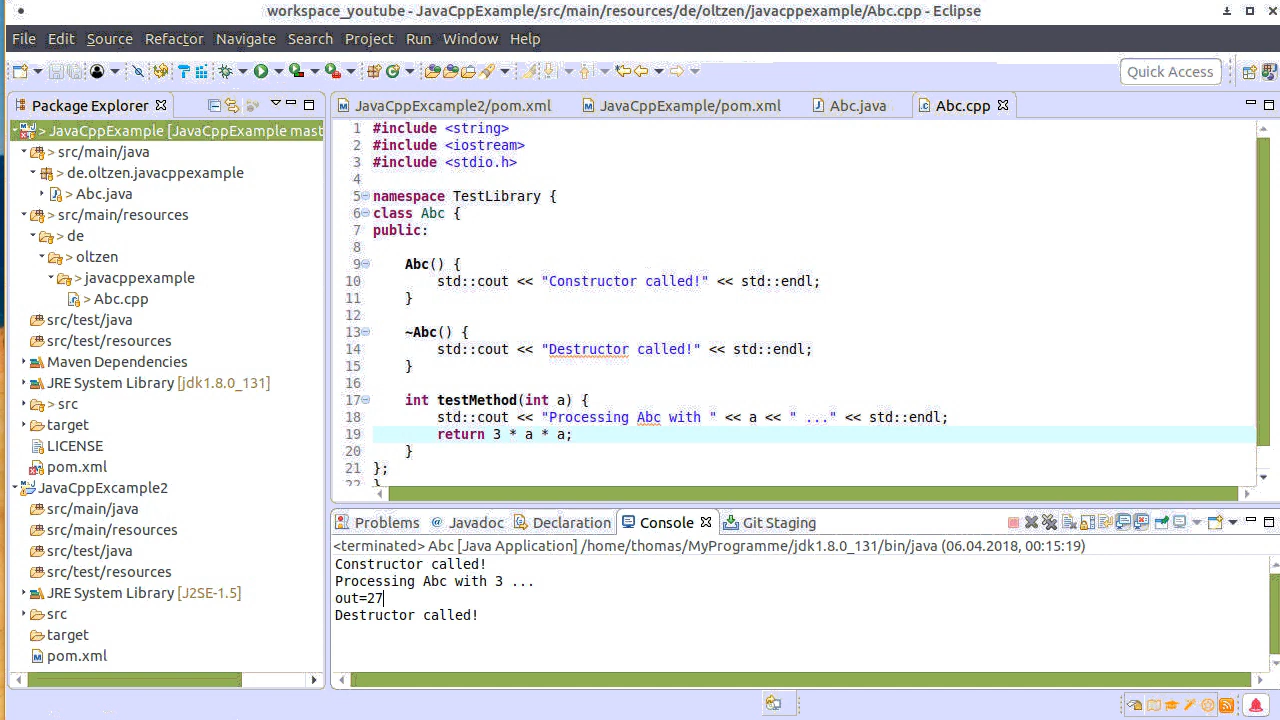 workspace_youtube - JavaCppExample/src/main/resources/de/oltzen/javacppexample/Abc.cpp - Eclipse
File Edit Source Refactor Navigate Search Project Run Window Help
Quick Access
Package Explorer
> JavaCppExample [JavaCppExample mast
> src/main/java
> de.oltzen.javacppexample
> Abc.java
> src/main/resources
> de
> oltzen
> javacppexample
> Abc.cpp
src/test/java
src/test/resources
Maven Dependencies
JRE System Library [jdk1.8.0_131]
> src
target
LICENSE
pom.xml
JavaCppExcample2
src/main/java
src/main/resources
src/test/java
src/test/resources
JRE System Library [J2SE-1.5]
src
target
pom.xml
JavaCppExcample2/pom.xml JavaCppExample/pom.xml Abc.java Abc.cpp
1 #include <string>
2 #include <iostream>
3 #include <stdio.h>
4
5 namespace TestLibrary {
6 class Abc {
7 public:
8
9 Abc() {
10 std::cout << "Constructor called!" << std::endl;
11 }
12
13 ~Abc() {
14 std::cout << "Destructor called!" << std::endl;
15 }
16
17 int testMethod(int a) {
18 std::cout << "Processing Abc with " << a << " ..." << std::endl;
19 return 3 * a * a;
20 }
21 };
22 }
Problems @ Javadoc Declaration Console Git Staging
<terminated> Abc [Java Application] /home/thomas/MyProgramme/jdk1.8.0_131/bin/java (06.04.2018, 00:15:19)
Constructor called!
Processing Abc with 3 ...
out=27
Destructor called!